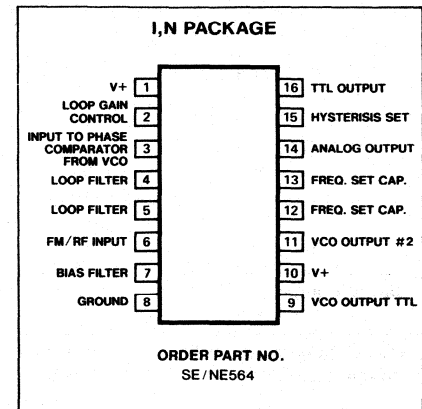 I,N PACKAGE
V+ 1
LOOP GAIN
CONTROL 2
INPUT TO PHASE
COMPARATOR 3
FROM VCO
LOOP FILTER 4
LOOP FILTER 5
FM/RF INPUT 6
BIAS FILTER 7
GROUND 8
16 TTL OUTPUT
15 HYSTERISIS SET
14 ANALOG OUTPUT
13 FREQ. SET CAP.
12 FREQ. SET CAP.
11 VCO OUTPUT #2
10 V+
9 VCO OUTPUT TTL
ORDER PART NO.
SE/NE564